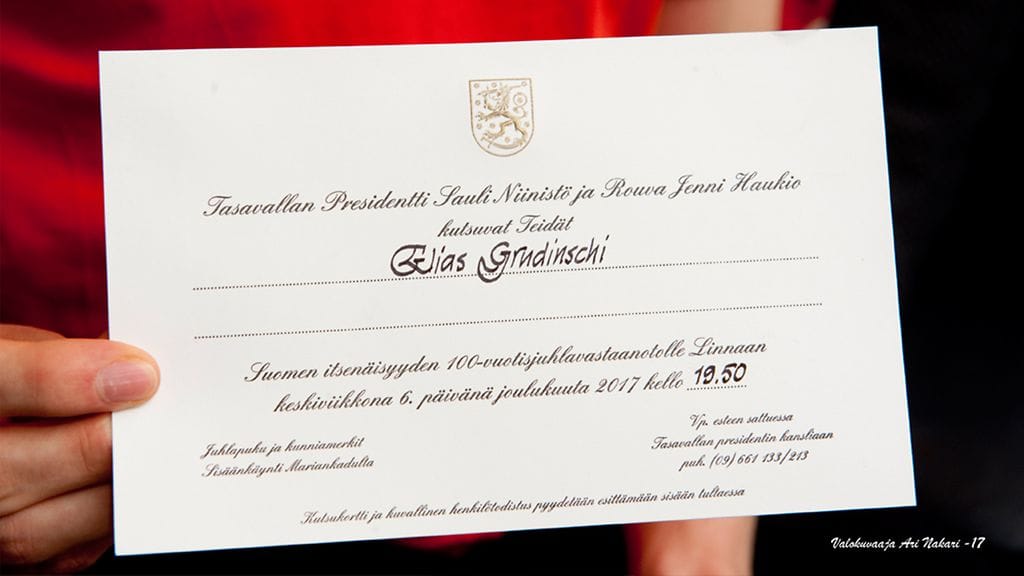 Tasavallan Presidentti Sauli Niinistö ja Rouva Jenni Haukio
kutsuvat Teidät
Elias Grudinschi
Suomen itsenäisyyden 100-vuotisjuhlavastaanotolle Linnaan
keskiviikkona 6. päivänä joulukuuta 2017 kello 19.50
Juhlapuku ja kunniamerkit
Sisäänkäynti Mariankadulta
Vp. esteen sattuessa
Tasavallan presidentin kansliaan
puh. (09) 661 133/213
Kutsukortti ja kuvallinen henkilötodistus pyydetään esittämään sisään tultaessa
Valokuvaaja Ari Nakari -17